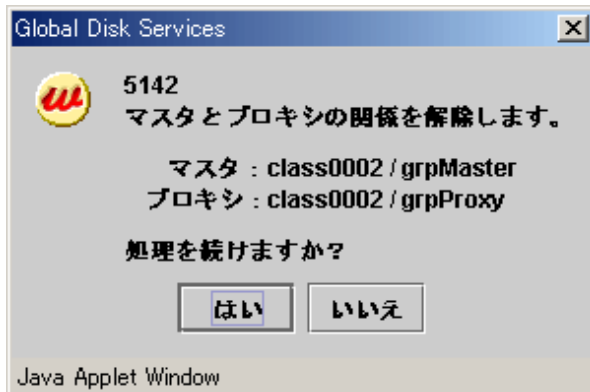 Global Disk Services
5142
マスタとプロキシの関係を解除します。
マスタ : class0002 / grpMaster
プロキシ : class0002 / grpProxy
処理を続けますか?
はい いいえ
Java Applet Window